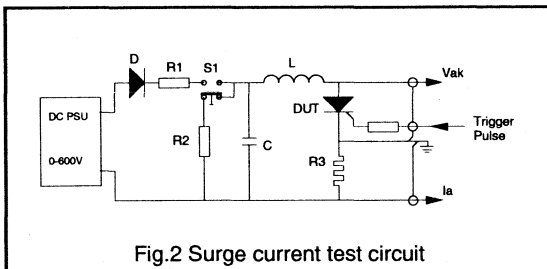 D
R1
S1
L
Vak
DC PSU
0-600V
R2
C
DUT
Trigger
Pulse
R3
Ia
Fig.2 Surge current test circuit